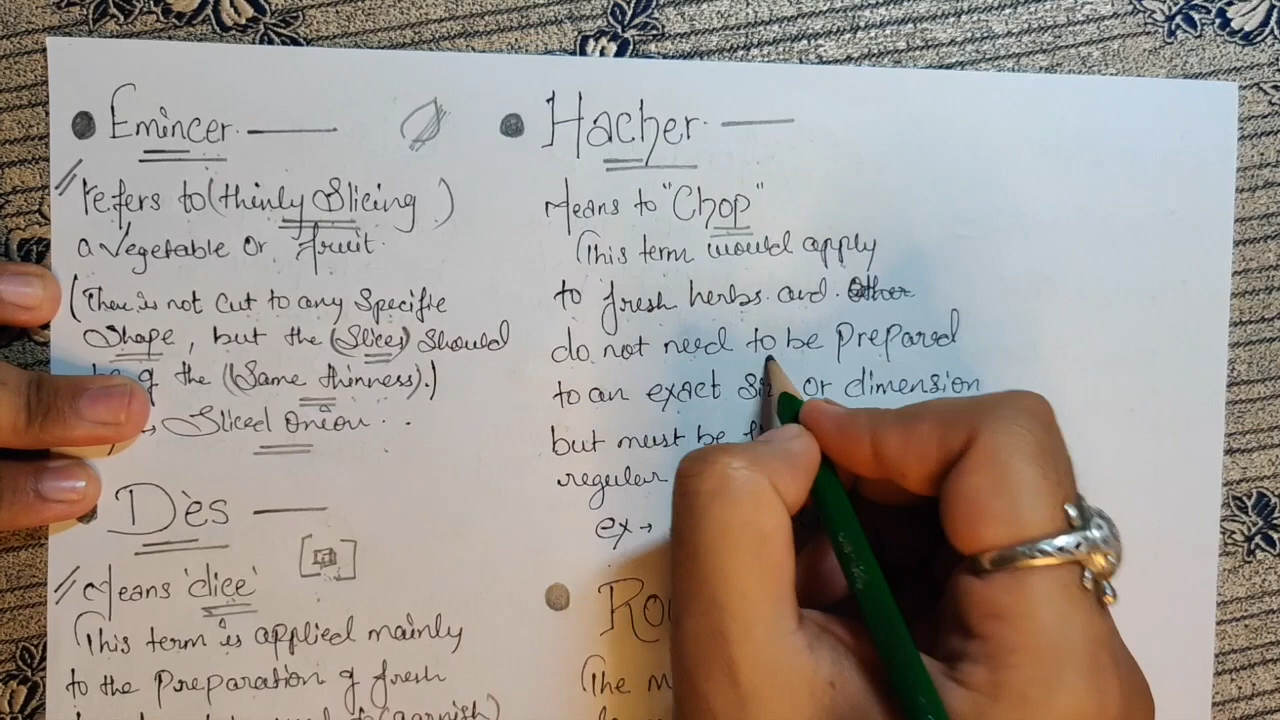 Emincer.
refers to (thinly Slicing)
a Vegetable or fruit.
(There is not cut to any Specific
Shape, but the (Slices) Should
of the (Same thinness).)
→ Sliced Onion.
Dès
Means 'dice'
This term is applied mainly
to the Preparation of fresh
(garnish)
Hacher.
Means to "Chop"
This term would apply
to fresh herbs. and.
do not need to be Prepared
to an exact or dimension
but must be
regular
ex →
The